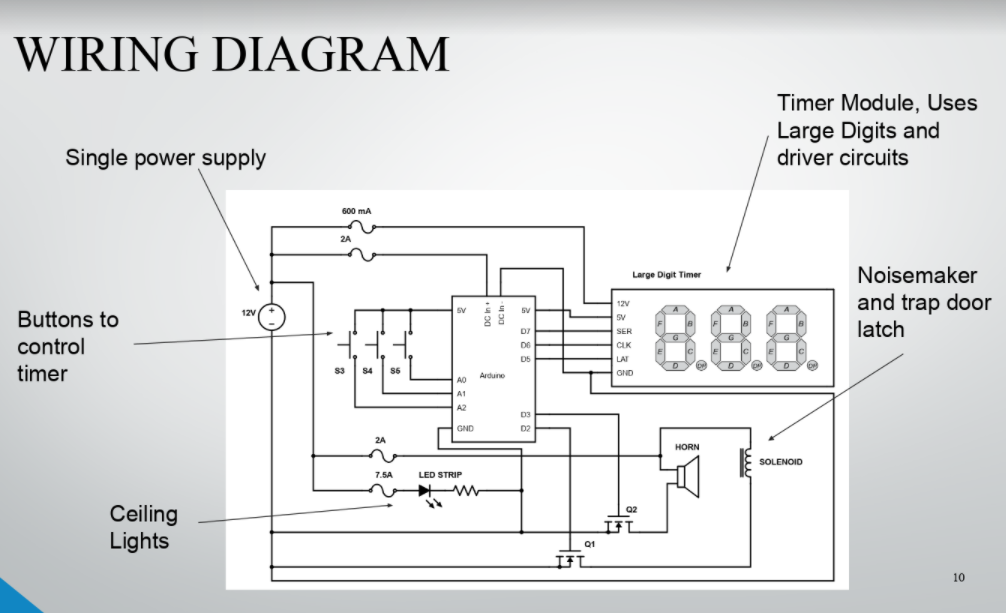 WIRING DIAGRAM
Timer Module, Uses
Large Digits and
driver circuits
Single power supply
Noisemaker
and trap door
latch
Buttons to
control
timer
Ceiling
Lights
600 mA
2A
Large Digit Timer
12V
+
−
5V
DC In +
DC In -
5V
D7
D6
D5
12V
5V
SER
CLK
LAT
GND
A
F B
G
E C
D DP
A
F B
G
E C
D DP
A
F B
G
E C
D DP
S3 S4 S5
Arduino
A0
A1
A2
GND
D3
D2
2A
7.5A
LED STRIP
HORN
SOLENOID
Q2
Q1
10